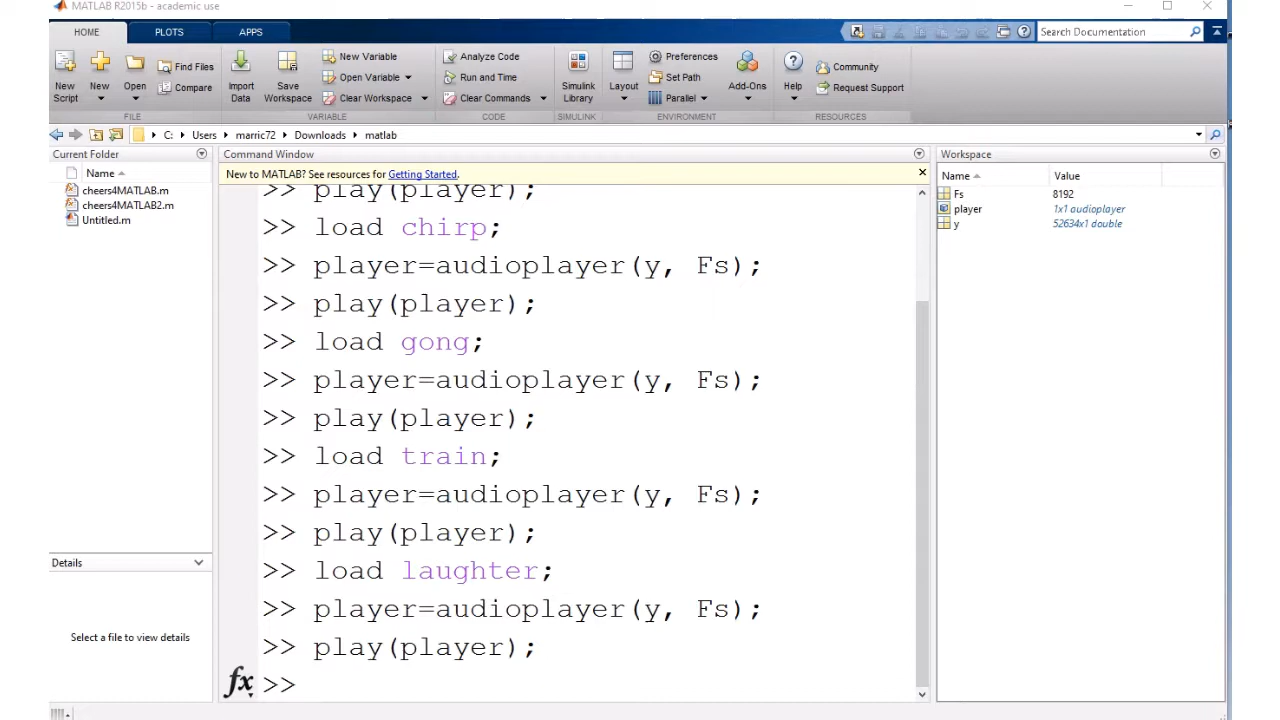 MATLAB R2015b - academic use
HOME PLOTS APPS
Search Documentation
New Script
New
Open
Find Files
Compare
Import Data
Save Workspace
New Variable
Open Variable
Clear Workspace
Analyze Code
Run and Time
Clear Commands
Simulink Library
Layout
Preferences
Set Path
Parallel
Add-Ons
Help
Community
Request Support
FILE VARIABLE CODE SIMULINK ENVIRONMENT RESOURCES
C: Users marric72 Downloads matlab
Current Folder
Name
cheers4MATLAB.m
cheers4MATLAB2.m
Untitled.m
Details
Select a file to view details
Command Window
New to MATLAB? See resources for Getting Started.
>> play(player);
>> load chirp;
>> player=audioplayer(y, Fs);
>> play(player);
>> load gong;
>> player=audioplayer(y, Fs);
>> play(player);
>> load train;
>> player=audioplayer(y, Fs);
>> play(player);
>> load laughter;
>> player=audioplayer(y, Fs);
>> play(player);
fx >>
Workspace
Name Value
Fs 8192
player 1x1 audioplayer
y 52634x1 double